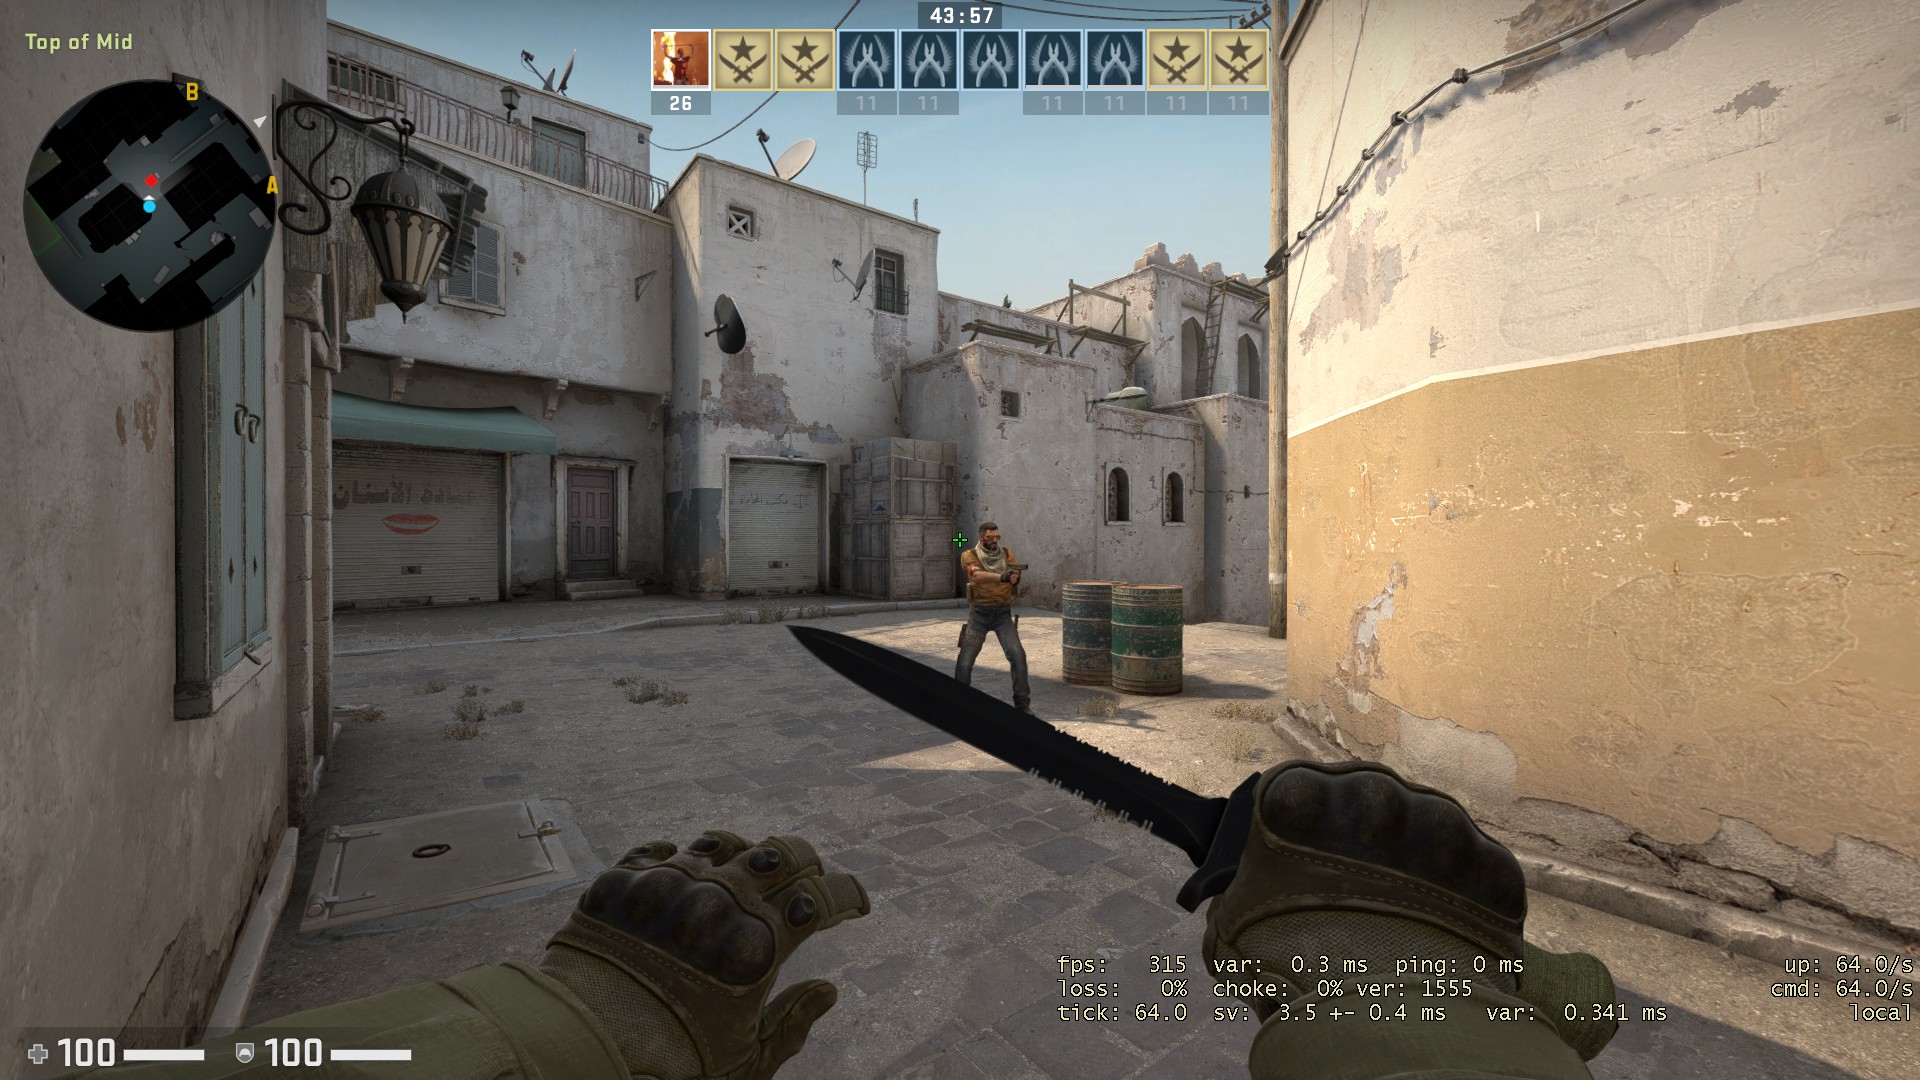 43:57
Top of Mid
B
A
26
11 11 11 11 11 11
fps: 315 var: 0.3 ms ping: 0 ms
loss: 0% choke: 0% ver: 1555
tick: 64.0 sv: 3.5 +- 0.4 ms var: 0.341 ms
up: 64.0/s
cmd: 64.0/s
local
100
100